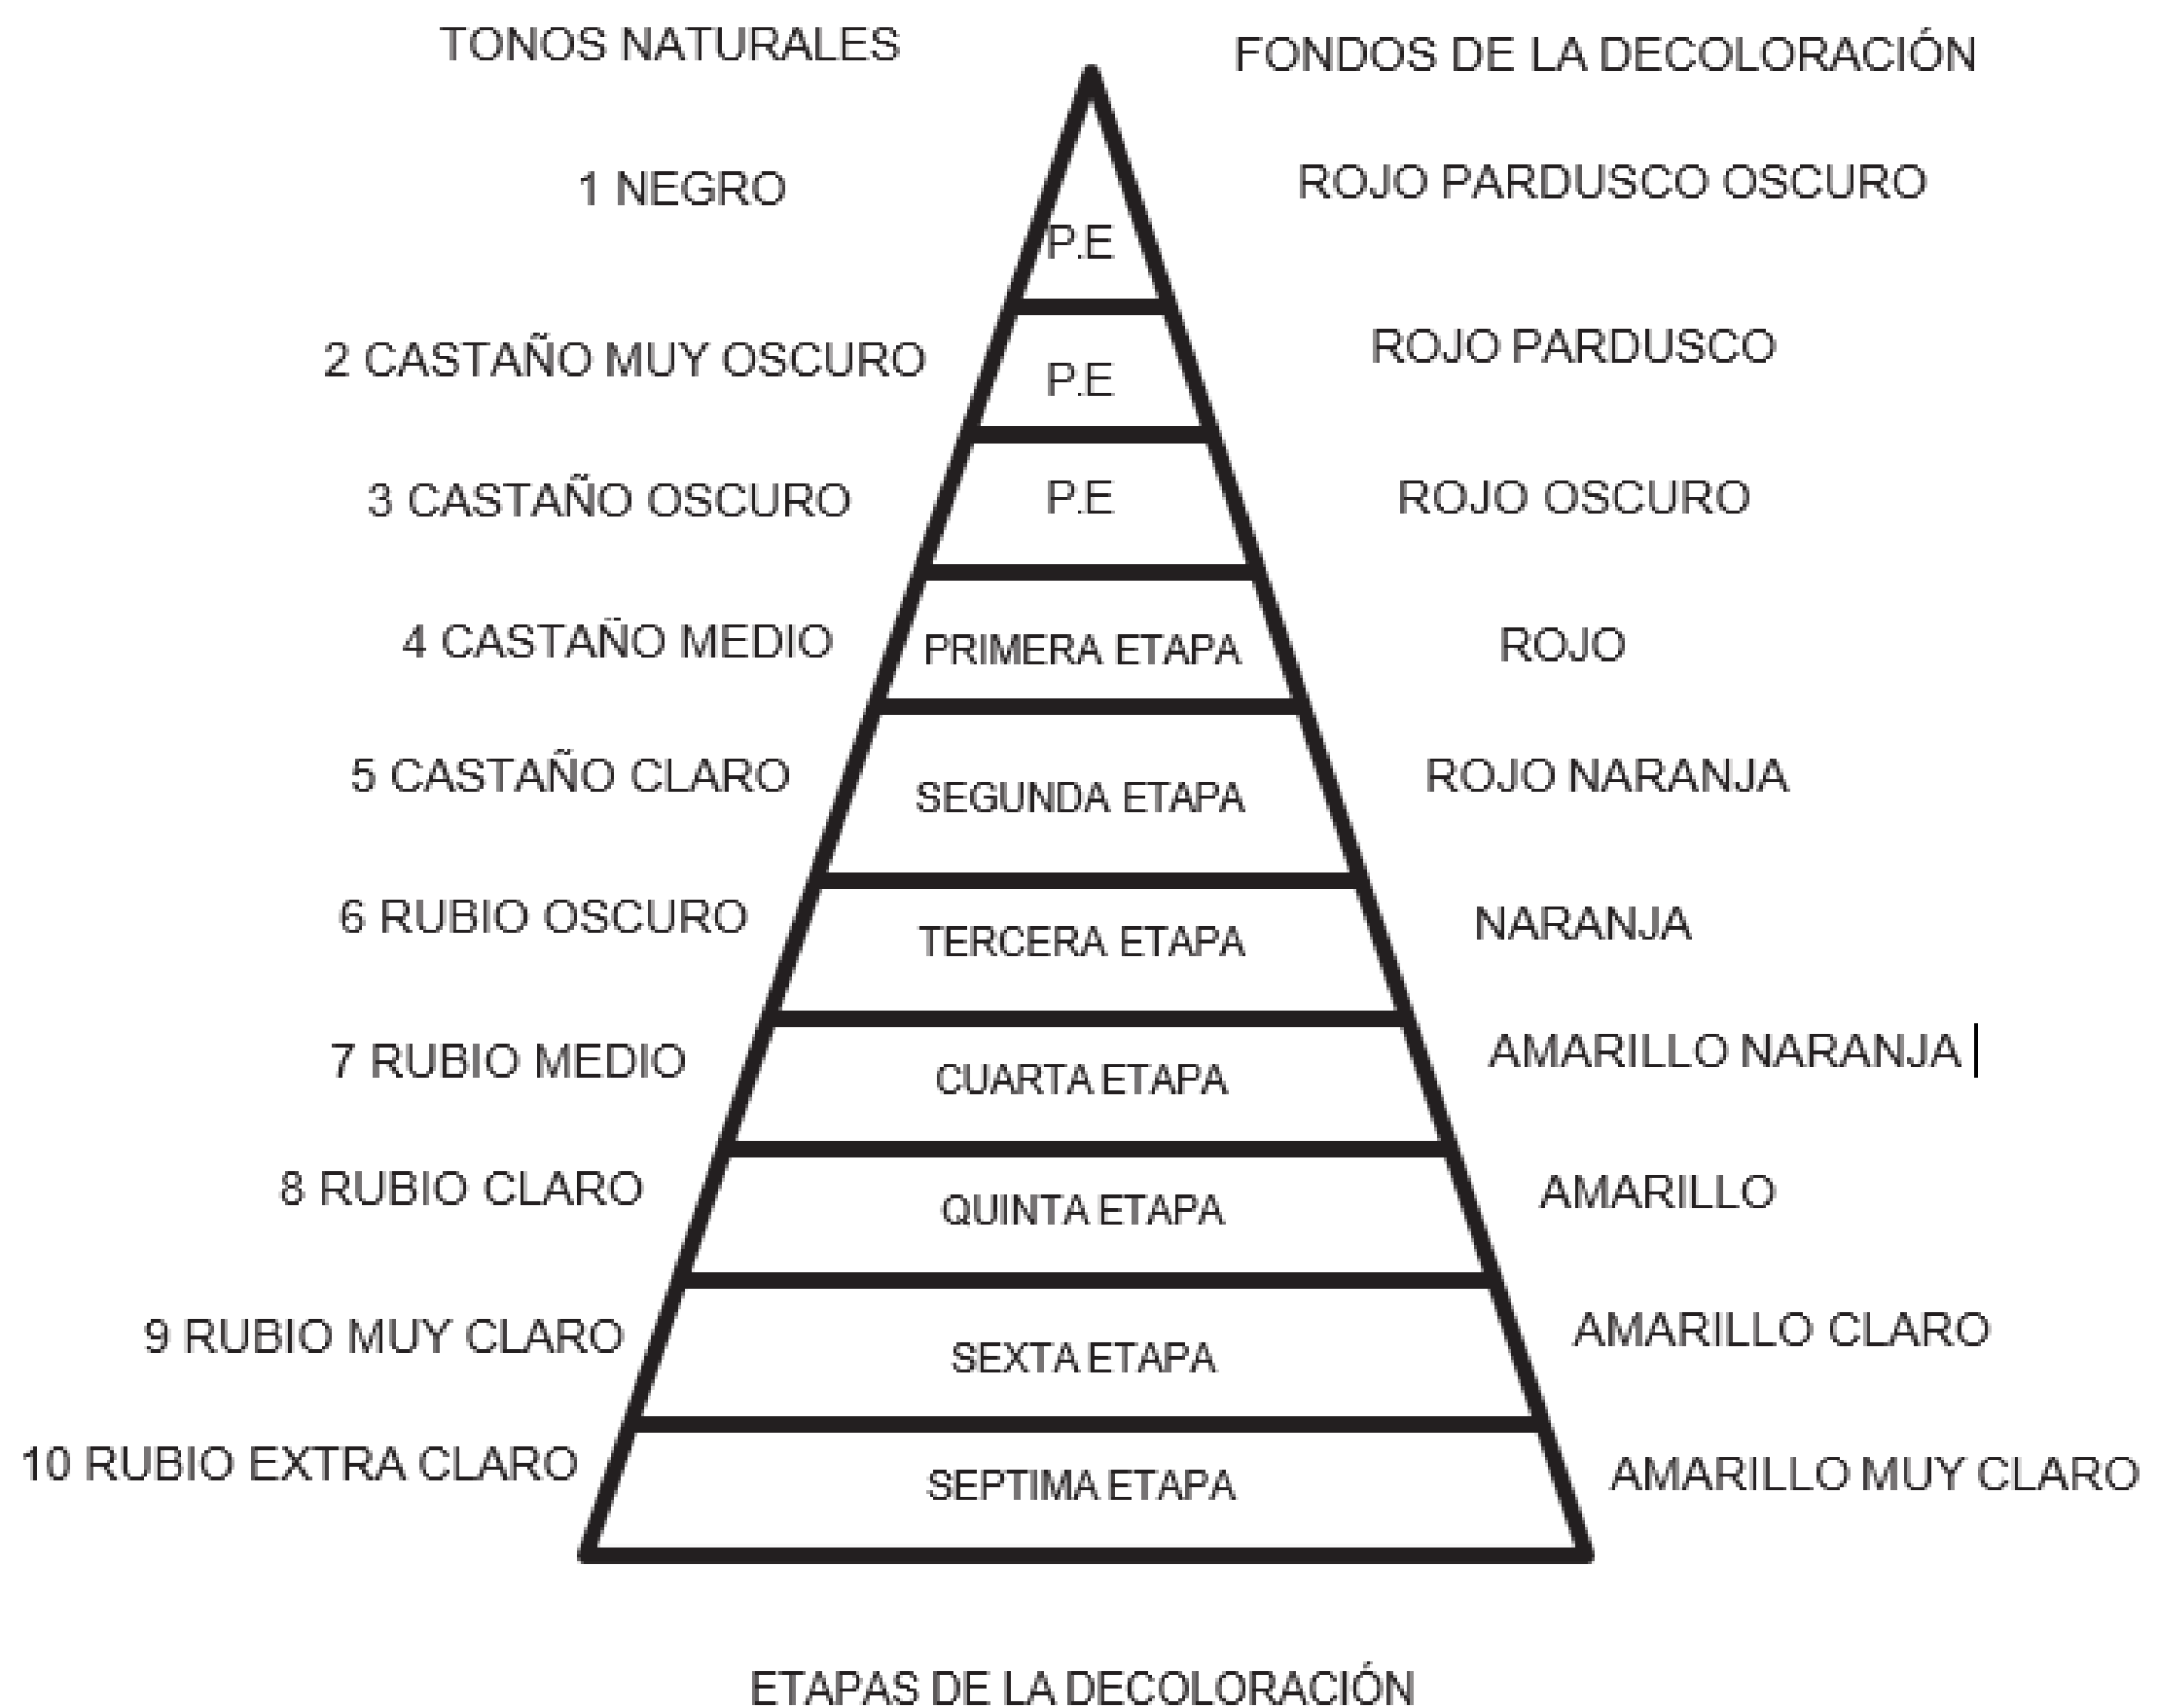 TONOS NATURALES
FONDOS DE LA DECOLORACIÓN
1 NEGRO
P.E
ROJO PARDUSCO OSCURO
2 CASTAÑO MUY OSCURO
P.E
ROJO PARDUSCO
3 CASTAÑO OSCURO
P.E
ROJO OSCURO
4 CASTAÑO MEDIO
PRIMERA ETAPA
ROJO
5 CASTAÑO CLARO
SEGUNDA ETAPA
ROJO NARANJA
6 RUBIO OSCURO
TERCERA ETAPA
NARANJA
7 RUBIO MEDIO
CUARTA ETAPA
AMARILLO NARANJA
8 RUBIO CLARO
QUINTA ETAPA
AMARILLO
9 RUBIO MUY CLARO
SEXTA ETAPA
AMARILLO CLARO
10 RUBIO EXTRA CLARO
SEPTIMA ETAPA
AMARILLO MUY CLARO
ETAPAS DE LA DECOLORACIÓN